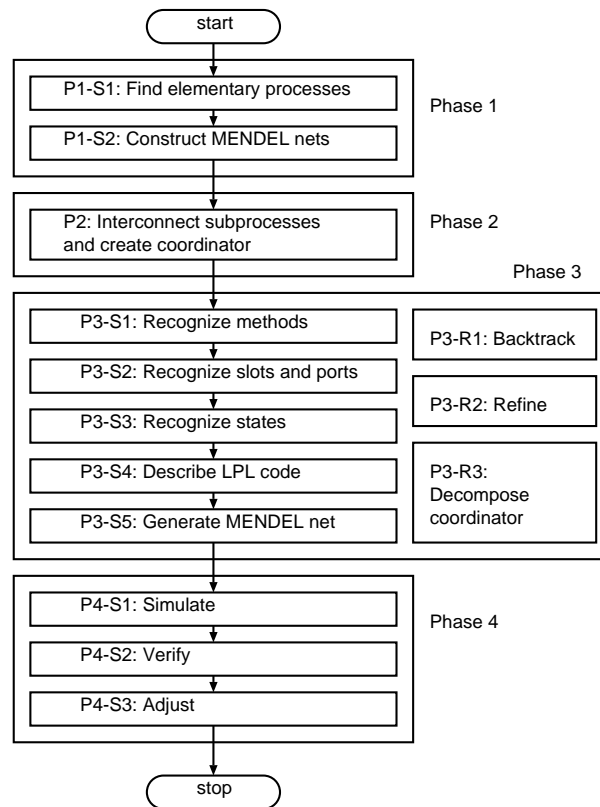 start
P1-S1: Find elementary processes
P1-S2: Construct MENDEL nets
Phase 1
P2: Interconnect subprocesses
and create coordinator
Phase 2
Phase 3
P3-S1: Recognize methods
P3-S2: Recognize slots and ports
P3-S3: Recognize states
P3-S4: Describe LPL code
P3-S5: Generate MENDEL net
P3-R1: Backtrack
P3-R2: Refine
P3-R3:
Decompose
coordinator
P4-S1: Simulate
P4-S2: Verify
P4-S3: Adjust
Phase 4
stop